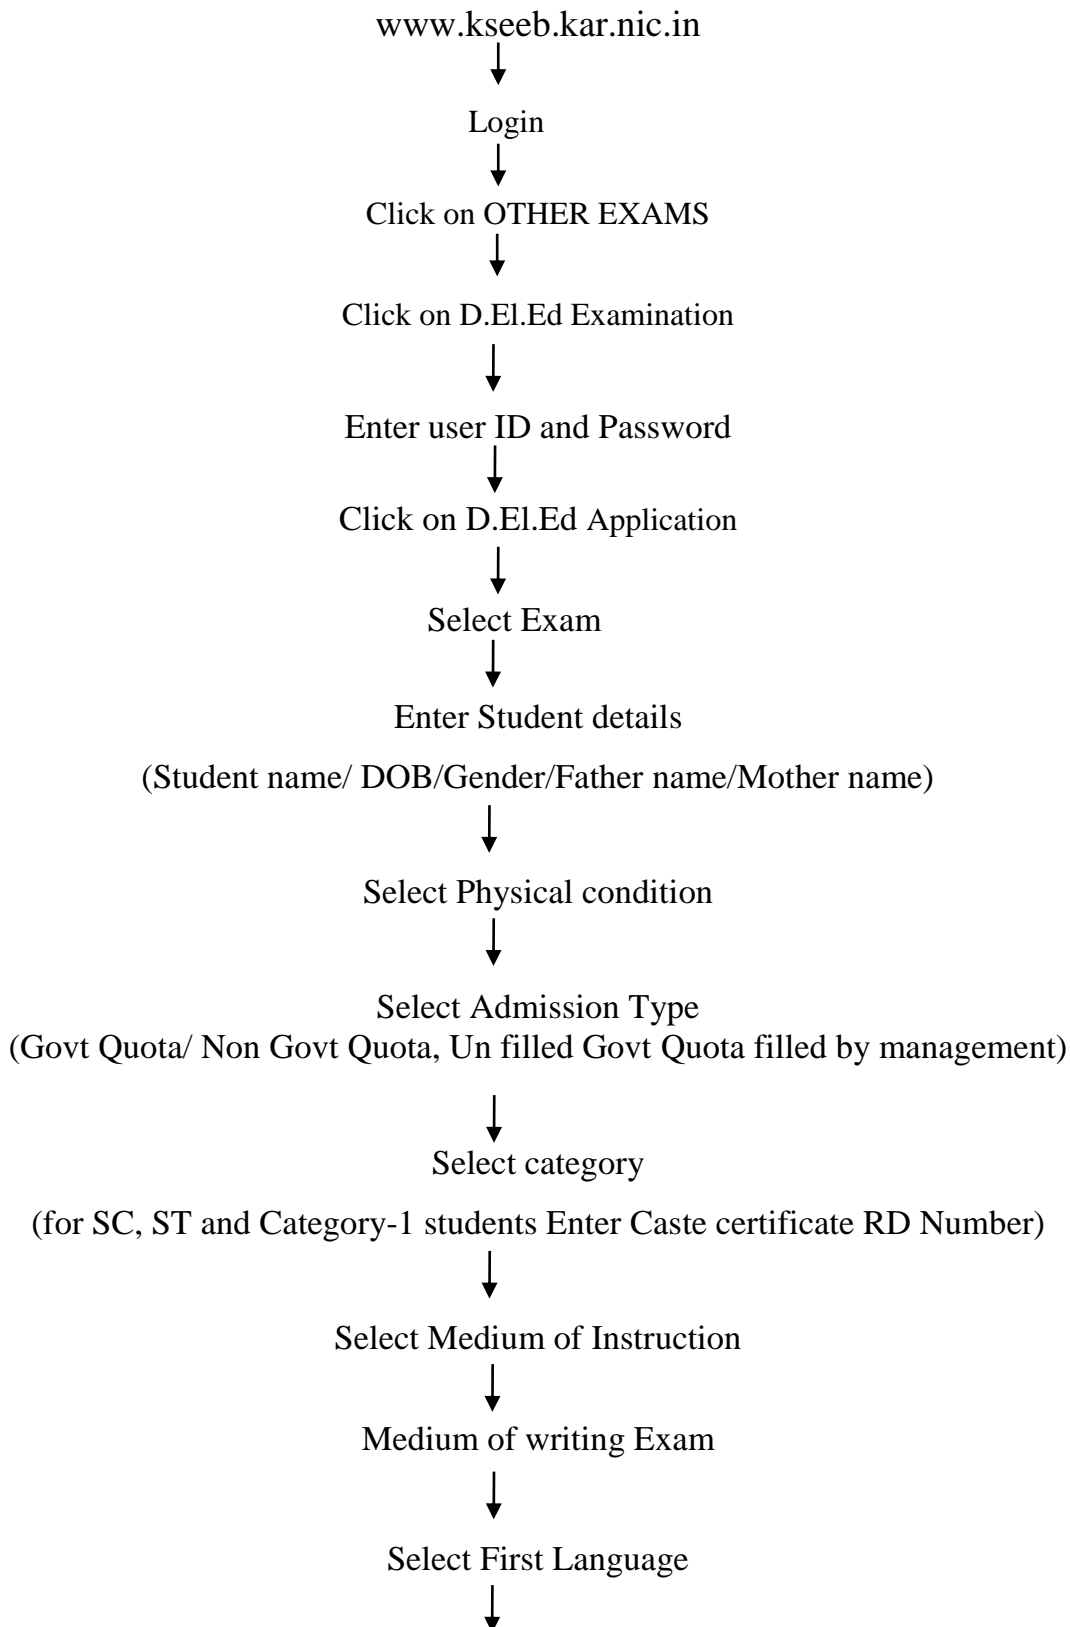 www.kseeb.kar.nic.in
Login
Click on OTHER EXAMS
Click on D.El.Ed Examination
Enter user ID and Password
Click on D.El.Ed Application
Select Exam
Enter Student details
(Student name/ DOB/Gender/Father name/Mother name)
Select Physical condition
Select Admission Type
(Govt Quota/ Non Govt Quota, Un filled Govt Quota filled by management)
Select category
(for SC, ST and Category-1 students Enter Caste certificate RD Number)
Select Medium of Instruction
Medium of writing Exam
Select First Language